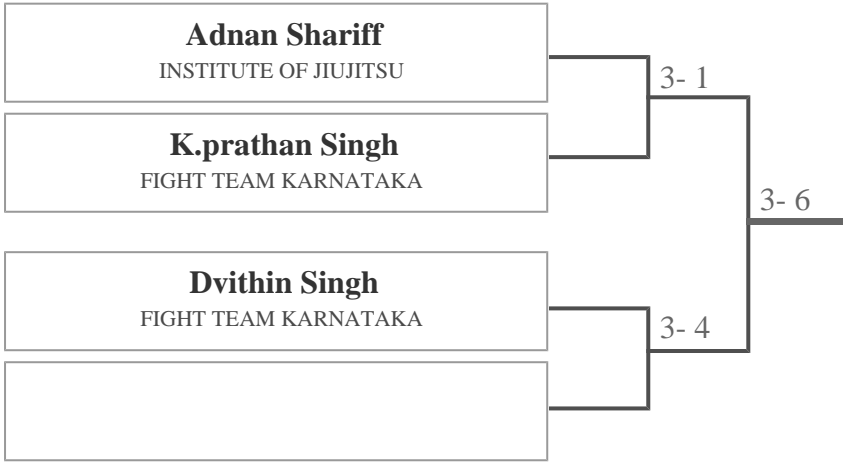 Adnan Shariff
INSTITUTE OF JIUJITSU
3- 1
K.prathan Singh
FIGHT TEAM KARNATAKA
3- 6
Dvithin Singh
FIGHT TEAM KARNATAKA
3- 4